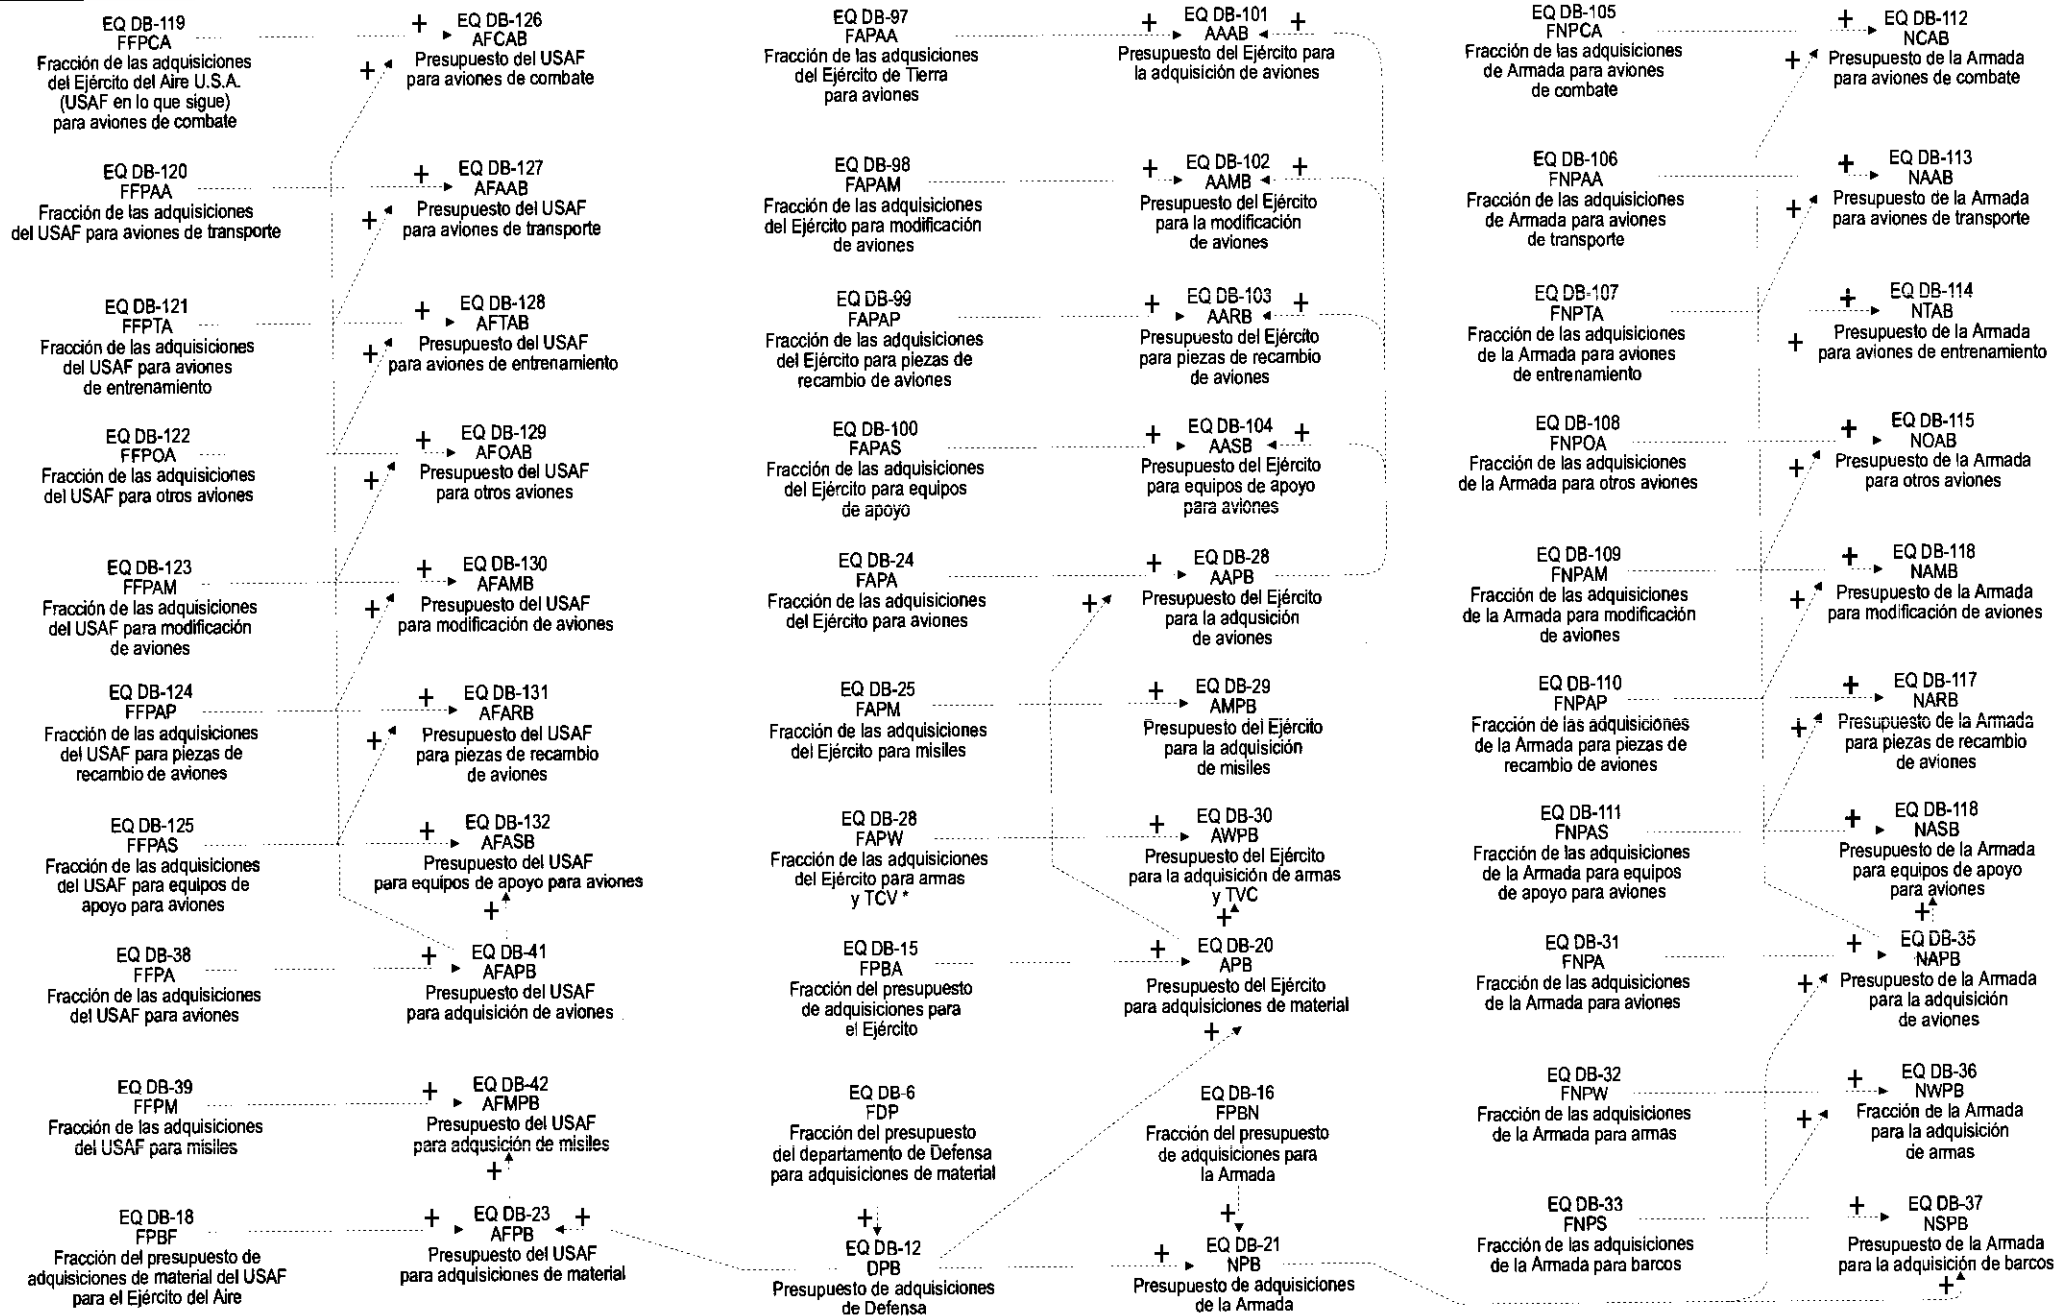 EQ DB-119
FFPCA
Fracción de las adquisiciones
del Ejército del Aire U.S.A.
(USAF en lo que sigue)
para aviones de combate
+
EQ DB-126
AFCAB
Presupuesto del USAF
para aviones de combate
+
EQ DB-120
FFPAA
Fracción de las adquisiciones
del USAF para aviones de transporte
+
EQ DB-127
AFAAB
Presupuesto del USAF
para aviones de transporte
+
EQ DB-121
FFPTA
Fracción de las adquisiciones
del USAF para aviones
de entrenamiento
+
EQ DB-128
AFTAB
Presupuesto del USAF
para aviones de entrenamiento
+
EQ DB-122
FFPOA
Fracción de las adquisiciones
del USAF para otros aviones
+
EQ DB-129
AFOAB
Presupuesto del USAF
para otros aviones
+
EQ DB-123
FFPAM
Fracción de las adquisiciones
del USAF para modificación
de aviones
+
EQ DB-130
AFAMB
Presupuesto del USAF
para modificación de aviones
+
EQ DB-124
FFPAP
Fracción de las adquisiciones
del USAF para piezas de
recambio de aviones
+
EQ DB-131
AFARB
Presupuesto del USAF
para piezas de recambio
de aviones
+
EQ DB-125
FFPAS
Fracción de las adquisiciones
del USAF para equipos de
apoyo para aviones
+
EQ DB-132
AFASB
Presupuesto del USAF
para equipos de apoyo para aviones
+
EQ DB-38
FFPA
Fracción de las adquisiciones
del USAF para aviones
+
EQ DB-41
AFAPB
Presupuesto del USAF
para adquisición de aviones
EQ DB-39
FFPM
Fracción de las adquisiciones
del USAF para misiles
+
EQ DB-42
AFMPB
Presupuesto del USAF
para adqusición de misiles
+
EQ DB-18
FPBF
Fracción del presupuesto de
adquisiciones de material del USAF
para el Ejército del Aire
+
EQ DB-23
AFPB
Presupuesto del USAF
para adquisiciones de material
+
EQ DB-97
FAPAA
Fracción de las adquisiciones
del Ejército de Tierra
para aviones
+
EQ DB-101
AAAB
Presupuesto del Ejército para
la adquisición de aviones
+
EQ DB-98
FAPAM
Fracción de las adquisiciones
del Ejército para modificación
de aviones
+
EQ DB-102
AAMB
Presupuesto del Ejército
para la modificación
de aviones
+
EQ DB-99
FAPAP
Fracción de las adquisiciones
del Ejército para piezas de
recambio de aviones
+
EQ DB-103
AARB
Presupuesto del Ejército
para piezas de recambio
de aviones
+
EQ DB-100
FAPAS
Fracción de las adquisiciones
del Ejército para equipos
de apoyo
+
EQ DB-104
AASB
Presupuesto del Ejército
para equipos de apoyo
para aviones
+
EQ DB-24
FAPA
Fracción de las adquisiciones
del Ejército para aviones
+
EQ DB-28
AAPB
Presupuesto del Ejército
para la adqusición
de aviones
+
EQ DB-25
FAPM
Fracción de las adquisiciones
del Ejército para misiles
+
EQ DB-29
AMPB
Presupuesto del Ejército
para la adquisición
de misiles
EQ DB-28
FAPW
Fracción de las adquisiciones
del Ejército para armas
y TCV *
+
EQ DB-30
AWPB
Presupuesto del Ejército
para la adquisición de armas
y TVC
+
EQ DB-15
FPBA
Fracción del presupuesto
de adquisiciones para
el Ejército
+
EQ DB-20
APB
Presupuesto del Ejército
para adquisiciones de material
+
EQ DB-6
FDP
Fracción del presupuesto
del departamento de Defensa
para adquisiciones de material
+
EQ DB-12
DPB
Presupuesto de adquisiciones
de Defensa
EQ DB-16
FPBN
Fracción del presupuesto
de adquisiciones para
la Armada
+
+
EQ DB-21
NPB
Presupuesto de adquisiciones
de la Armada
EQ DB-105
FNPCA
Fracción de las adquisiciones
de Armada para aviones
de combate
+
EQ DB-112
NCAB
Presupuesto de la Armada
para aviones de combate
+
EQ DB-106
FNPAA
Fracción de las adquisiciones
de Armada para aviones
de transporte
+
EQ DB-113
NAAB
Presupuesto de la Armada
para aviones de transporte
+
EQ DB-107
FNPTA
Fracción de las adquisiciones
de la Armada para aviones
de entrenamiento
+
EQ DB-114
NTAB
Presupuesto de la Armada
para aviones de entrenamiento
+
EQ DB-108
FNPOA
Fracción de las adquisiciones
de la Armada para otros aviones
+
EQ DB-115
NOAB
Presupuesto de la Armada
para otros aviones
+
EQ DB-109
FNPAM
Fracción de las adquisiciones
de la Armada para modificación
de aviones
+
EQ DB-118
NAMB
Presupuesto de la Armada
para modificación de aviones
+
EQ DB-110
FNPAP
Fracción de las adquisiciones
de la Armada para piezas de
recambio de aviones
+
EQ DB-117
NARB
Presupuesto de la Armada
para piezas de recambio
de aviones
+
EQ DB-111
FNPAS
Fracción de las adquisiciones
de la Armada para equipos
de apoyo para aviones
+
EQ DB-118
NASB
Presupuesto de la Armada
para equipos de apoyo
para aviones
+
EQ DB-31
FNPA
Fracción de las adquisiciones
de la Armada para aviones
+
EQ DB-35
NAPB
Presupuesto de la Armada
para la adquisición
de aviones
+
EQ DB-32
FNPW
Fracción de las adquisiciones
de la Armada para armas
+
EQ DB-36
NWPB
Fracción de la Armada
para la adquisición
de armas
+
EQ DB-33
FNPS
Fracción de las adquisiciones
de la Armada para barcos
+
EQ DB-37
NSPB
Presupuesto de la Armada
para la adquisición de barcos
+